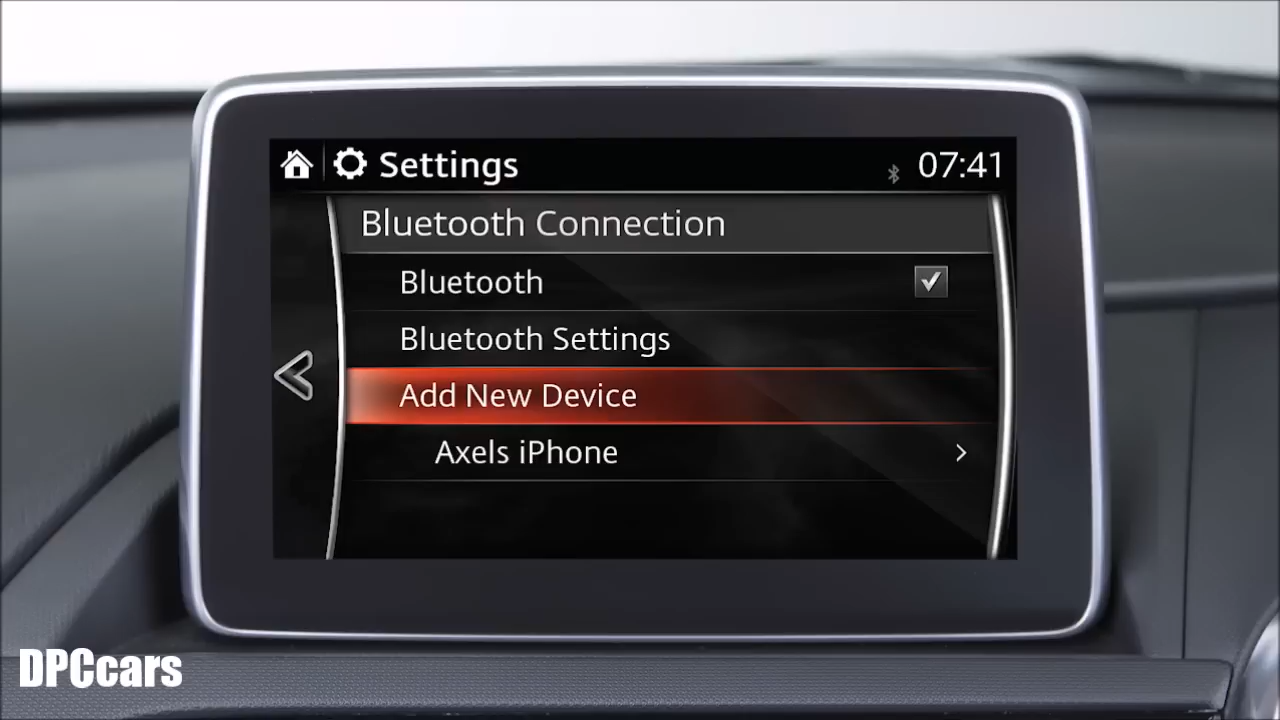 Settings 07:41
Bluetooth Connection
Bluetooth
Bluetooth Settings
Add New Device
Axels iPhone
DPCcars